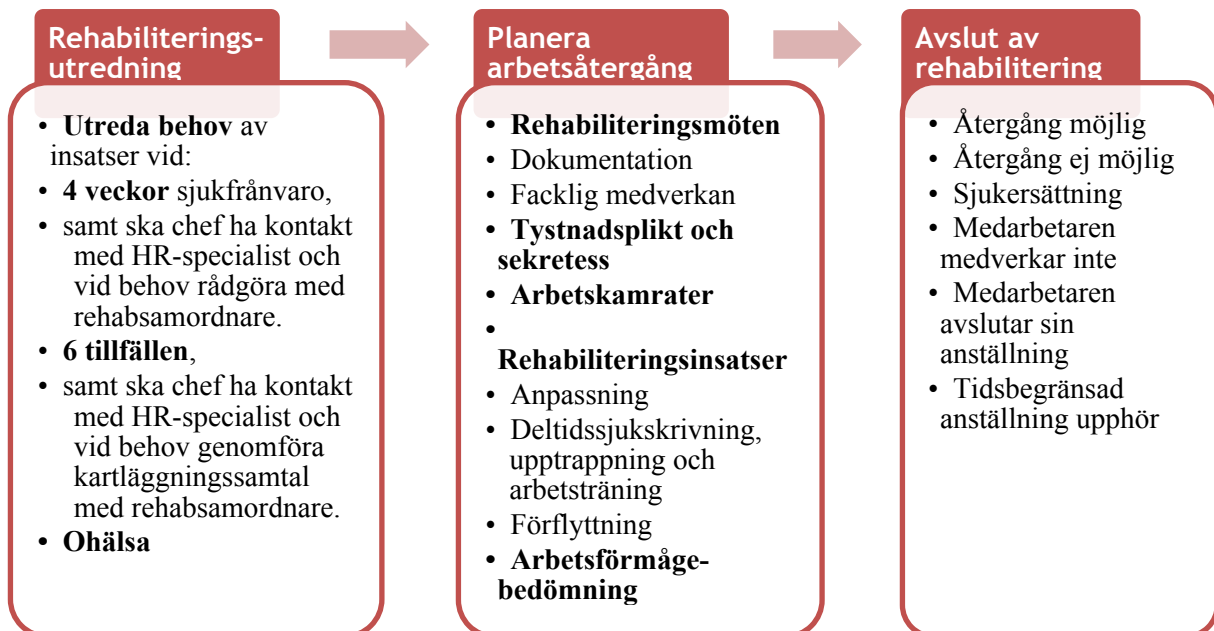 Rehabiliterings-
utredning
• Utreda behov av
insatser vid:
• 4 veckor sjukfrånvaro,
• samt ska chef ha kontakt
med HR-specialist och
vid behov rådgöra med
rehabsamordnare.
• 6 tillfällen,
• samt ska chef ha kontakt
med HR-specialist och
vid behov genomföra
kartläggningssamtal
med rehabsamordnare.
• Ohälsa
Planera
arbetsåtergång
• Rehabiliteringsmöten
• Dokumentation
• Facklig medverkan
• Tystnadsplikt och
sekretess
• Arbetskamrater
•
Rehabiliteringsinsatser
• Anpassning
• Deltidssjukskrivning,
upptrappning och
arbetsträning
• Förflyttning
• Arbetsförmåge-
bedömning
Avslut av
rehabilitering
• Återgång möjlig
• Återgång ej möjlig
• Sjukersättning
• Medarbetaren
medverkar inte
• Medarbetaren
avslutar sin
anställning
• Tidsbegränsad
anställning upphör